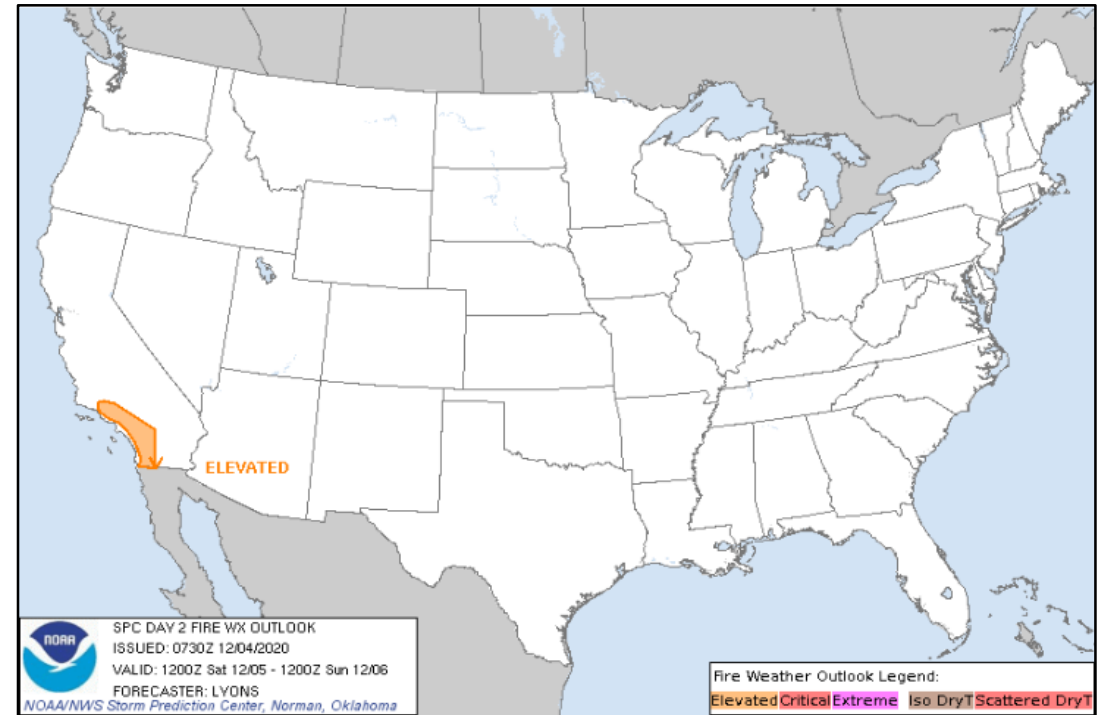 ELEVATED
NOAA
SPC DAY 2 FIRE WX OUTLOOK
ISSUED: 0730Z 12/04/2020
VALID: 1200Z Sat 12/05 - 1200Z Sun 12/06
FORECASTER: LYONS
NOAA/NWS Storm Prediction Center, Norman, Oklahoma
Fire Weather Outlook Legend:
Elevated Critical Extreme Iso DryT Scattered DryT